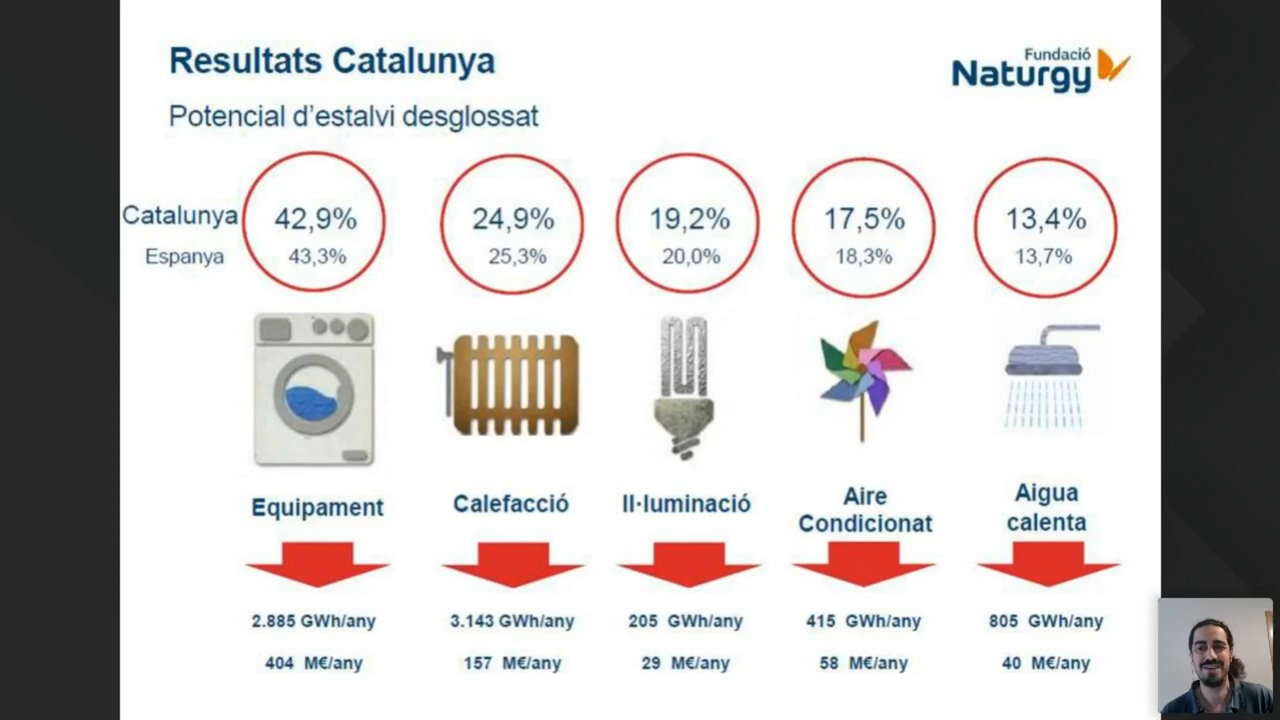 Resultats Catalunya
Fundació
Naturgy
Potencial d'estalvi desglossat
Catalunya 42,9% 24,9% 19,2% 17,5% 13,4%
Espanya 43,3% 25,3% 20,0% 18,3% 13,7%
Equipament Calefacció Il·luminació Aire Condicionat Aigua calenta
2.885 GWh/any 3.143 GWh/any 205 GWh/any 415 GWh/any 805 GWh/any
404 M€/any 157 M€/any 29 M€/any 58 M€/any 40 M€/any